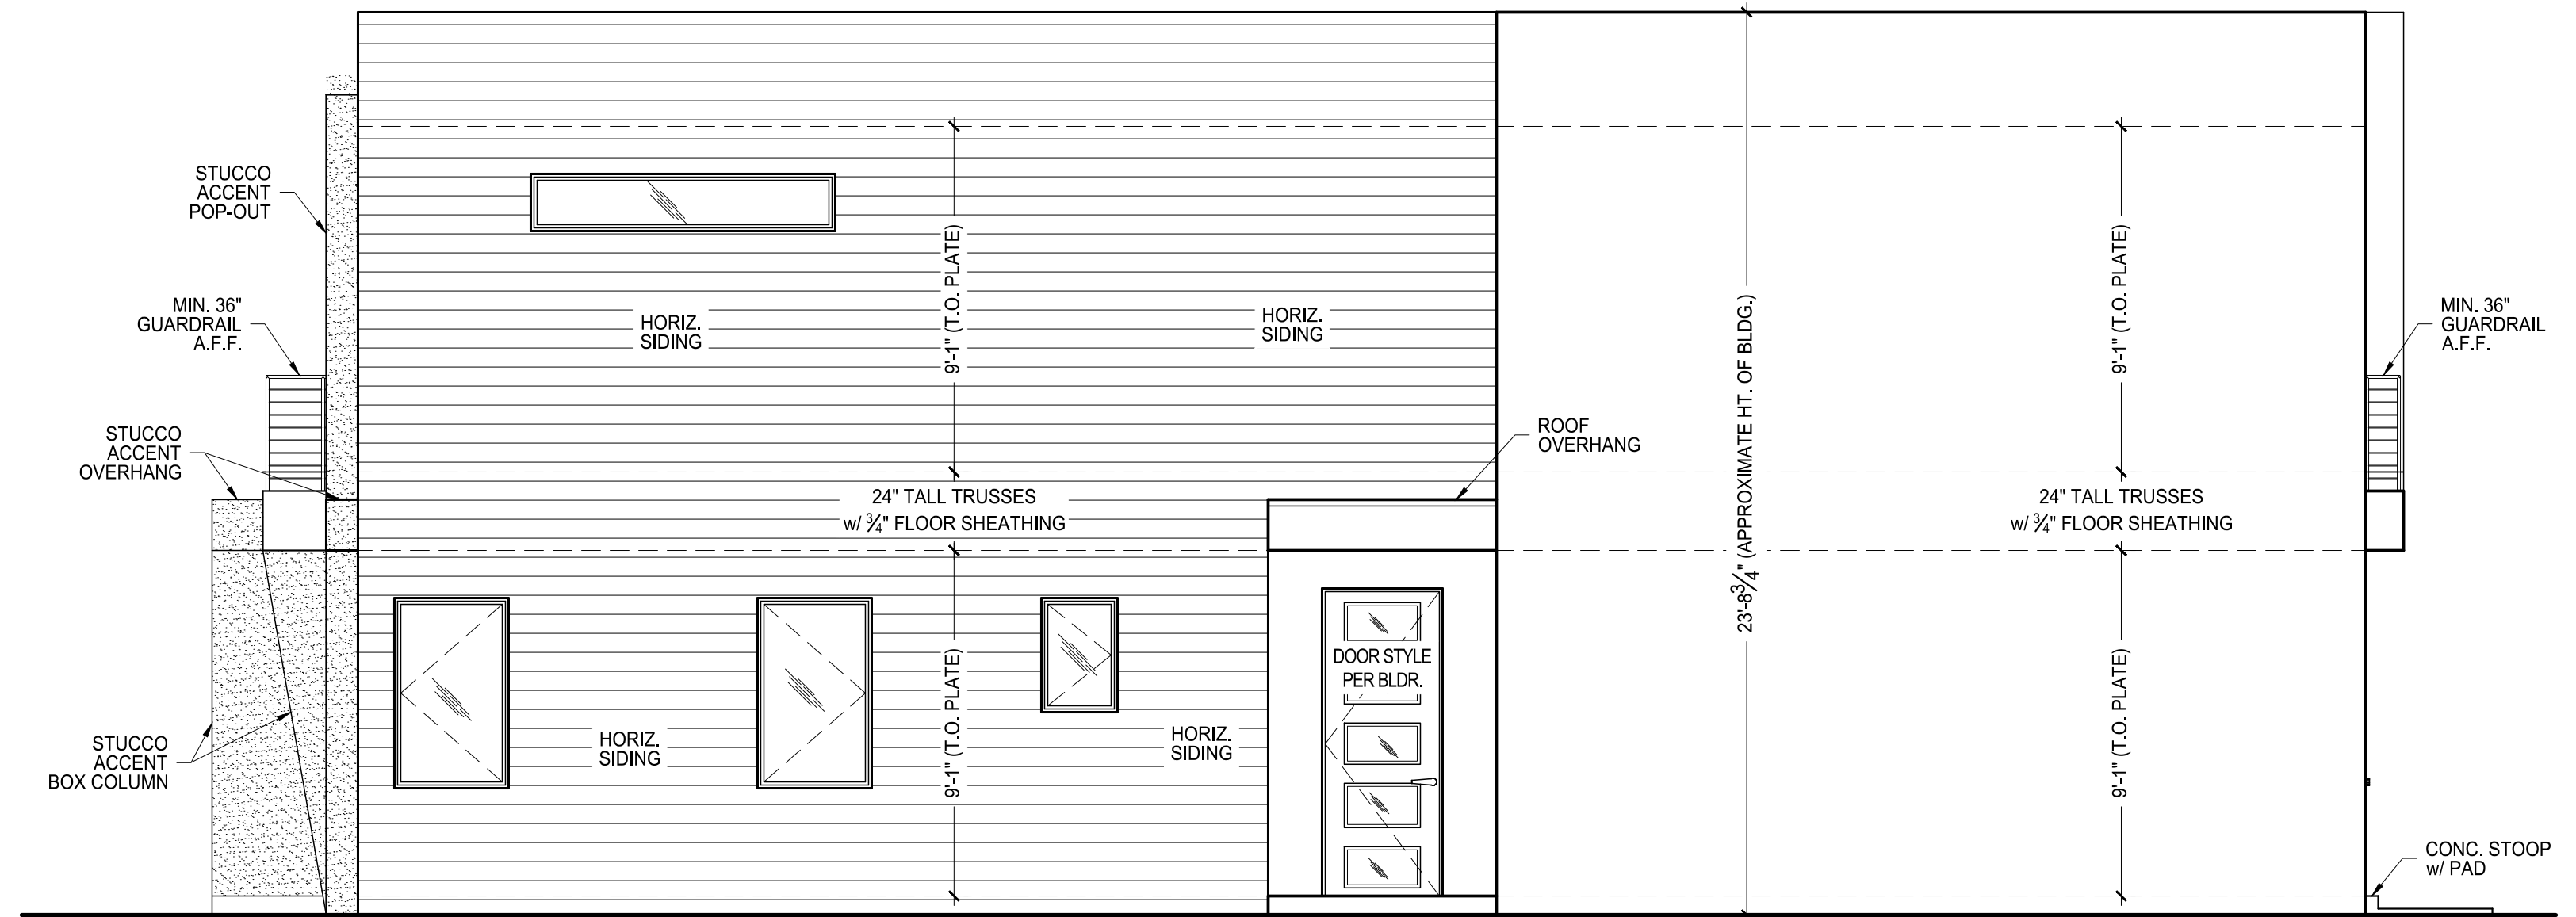 STUCCO
ACCENT
POP-OUT
MIN. 36"
GUARDRAIL
A.F.F.
STUCCO
ACCENT
OVERHANG
STUCCO
ACCENT
BOX COLUMN
HORIZ.
SIDING
9'-1" (T.O. PLATE)
HORIZ.
SIDING
24" TALL TRUSSES
w/ ¾" FLOOR SHEATHING
HORIZ.
SIDING
9'-1" (T.O. PLATE)
HORIZ.
SIDING
ROOF
OVERHANG
DOOR STYLE
PER BLDR.
23'-8¾" (APPROXIMATE HT. OF BLDG.)
9'-1" (T.O. PLATE)
24" TALL TRUSSES
w/ ¾" FLOOR SHEATHING
9'-1" (T.O. PLATE)
MIN. 36"
GUARDRAIL
A.F.F.
CONC. STOOP
w/ PAD